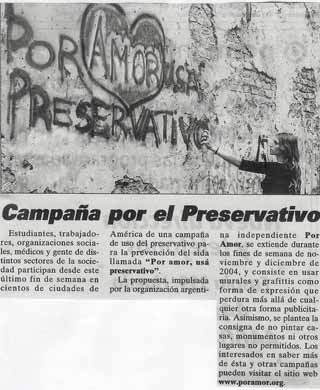 POR AMOR USA
PRESERVATIVO
Campaña por el Preservativo
Estudiantes, trabajado-
res, organizaciones socia-
les, médicos y gente de dis-
tintos sectores de la socie-
dad participan desde este
último fin de semana en
cientos de ciudades de
América de una campaña
de uso del preservativo pa-
ra la prevención del sida
llamada "Por amor, usá
preservativo".
La propuesta, impulsada
por la organización argenti-
na independiente Por
Amor, se extiende durante
los fines de semana de no-
viembre y diciembre de
2004, y consiste en usar
murales y grafittis como
forma de expresión que
perdura más allá de cual-
quier otra forma publicita-
ria. Asimismo, se plantea la
consigna de no pintar ca-
sas, monumentos ni otros
lugares no permitidos. Los
interesados en saber más
de ésta y otras campañas
pueden visitar el sitio web
www.poramor.org.